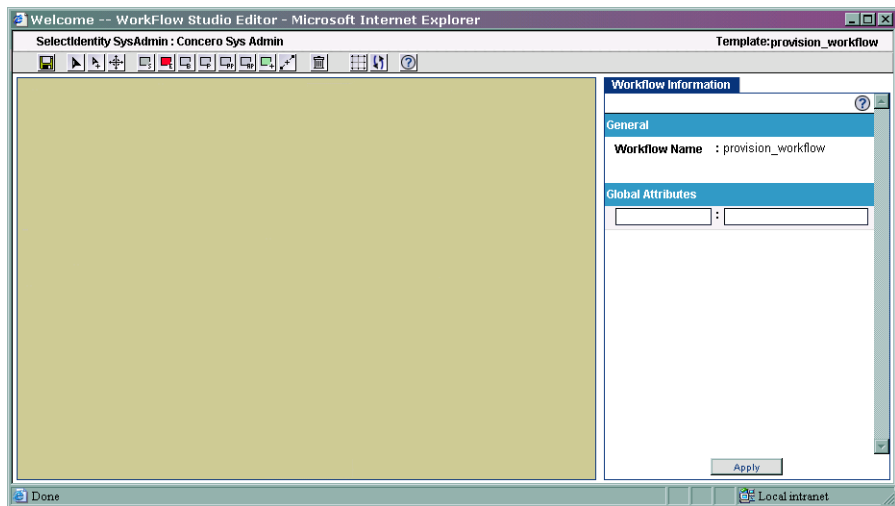 Welcome -- WorkFlow Studio Editor - Microsoft Internet Explorer
SelectIdentity SysAdmin : Concero Sys Admin
Template:provision_workflow
Workflow Information
General
Workflow Name : provision_workflow
Global Attributes
:
Apply
Done
Local intranet